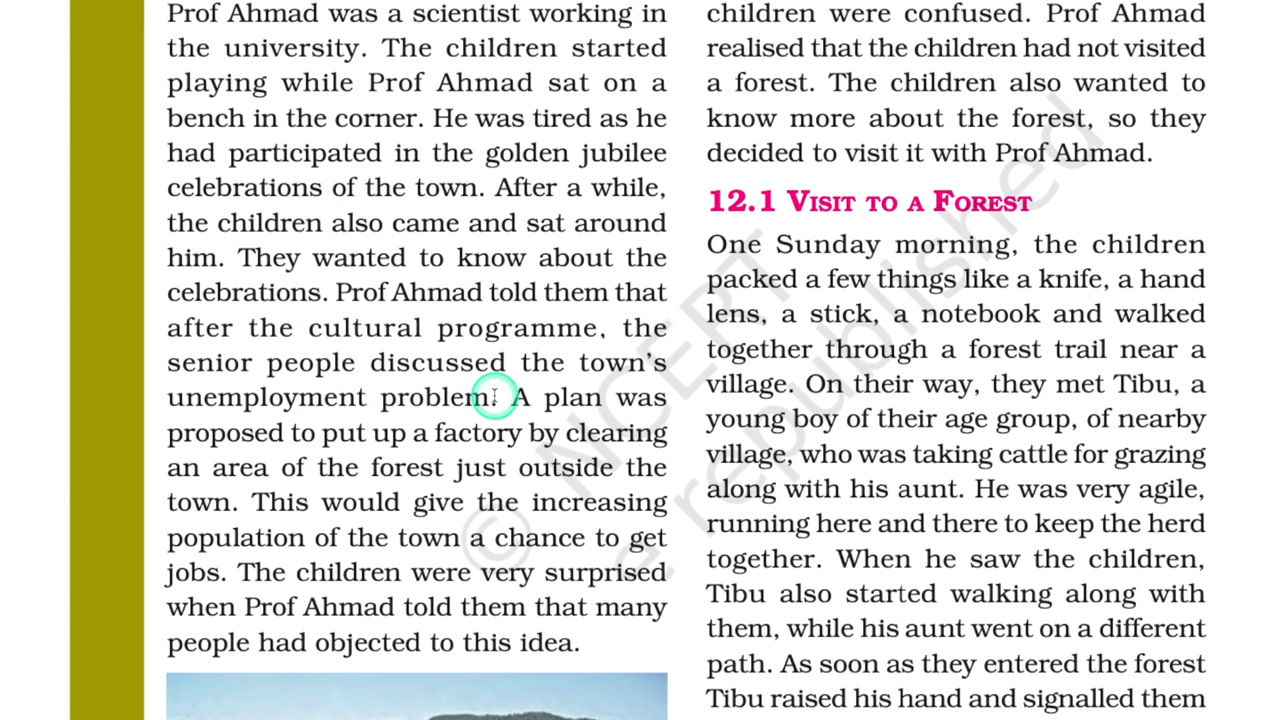 Prof Ahmad was a scientist working in
the university. The children started
playing while Prof Ahmad sat on a
bench in the corner. He was tired as he
had participated in the golden jubilee
celebrations of the town. After a while,
the children also came and sat around
him. They wanted to know about the
celebrations. Prof Ahmad told them that
after the cultural programme, the
senior people discussed the town's
unemployment problem. A plan was
proposed to put up a factory by clearing
an area of the forest just outside the
town. This would give the increasing
population of the town a chance to get
jobs. The children were very surprised
when Prof Ahmad told them that many
people had objected to this idea.
children were confused. Prof Ahmad
realised that the children had not visited
a forest. The children also wanted to
know more about the forest, so they
decided to visit it with Prof Ahmad.
12.1 VISIT TO A FOREST
One Sunday morning, the children
packed a few things like a knife, a hand
lens, a stick, a notebook and walked
together through a forest trail near a
village. On their way, they met Tibu, a
young boy of their age group, of nearby
village, who was taking cattle for grazing
along with his aunt. He was very agile,
running here and there to keep the herd
together. When he saw the children,
Tibu also started walking along with
them, while his aunt went on a different
path. As soon as they entered the forest
Tibu raised his hand and signalled them
© NCERT
e republished